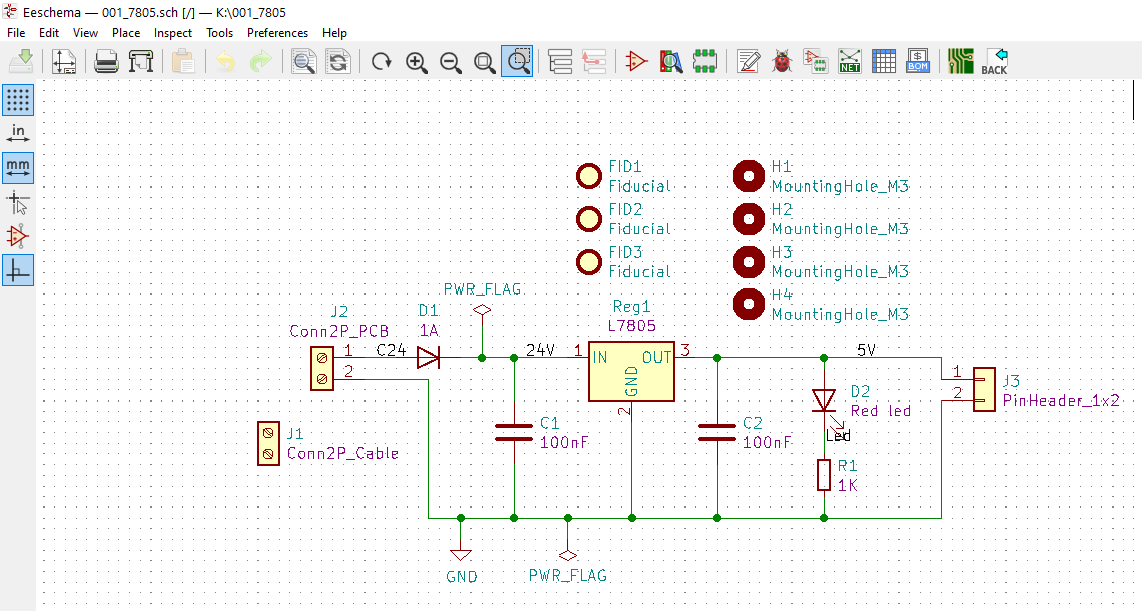 Eeschema — 001_7805.sch [/] — K:\001_7805
File Edit View Place Inspect Tools Preferences Help
NET
$
BOM
BACK
in
mm
FID1
Fiducial
FID2
Fiducial
FID3
Fiducial
H1
MountingHole_M3
H2
MountingHole_M3
H3
MountingHole_M3
H4
MountingHole_M3
PWR_FLAG
J2
Conn2P_PCB
1
2
C24
D1
1A
24V
Reg1
L7805
1
IN
OUT
3
GND
2
5V
J1
Conn2P_Cable
C1
100nF
C2
100nF
D2
Red led
Led
R1
1K
1
2
J3
PinHeader_1x2
GND
PWR_FLAG